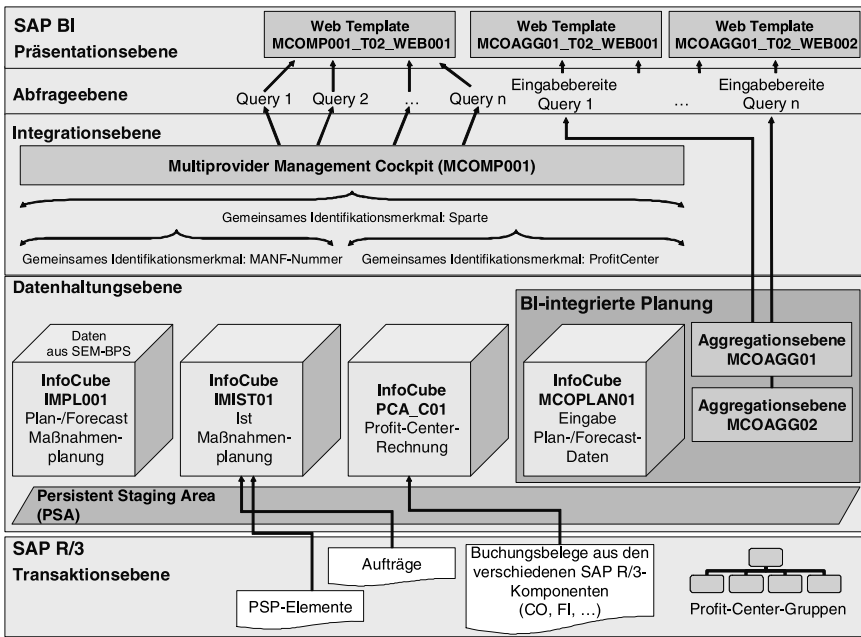 SAP BI
Präsentationsebene
Web Template
MCOMP001_T02_WEB001
Web Template
MCOAGG01_T02_WEB001
Web Template
MCOAGG01_T02_WEB002
Abfrageebene
Query 1
Query 2
...
Query n
Eingabebereite
Query 1
...
Eingabebereite
Query n
Integrationsebene
Multiprovider Management Cockpit (MCOMP001)
Gemeinsames Identifikationsmerkmal: Sparte
Gemeinsames Identifikationsmerkmal: MANF-Nummer
Gemeinsames Identifikationsmerkmal: ProfitCenter
Datenhaltungsebene
Daten
aus SEM-BPS
InfoCube
IMPL001
Plan-/Forecast
Maßnahmen-
planung
InfoCube
IMIST01
Ist
Maßnahmen-
planung
InfoCube
PCA_C01
Profit-Center-
Rechnung
BI-integrierte Planung
InfoCube
MCOPLAN01
Eingabe
Plan-/Forecast-
Daten
Aggregationsebene
MCOAGG01
Aggregationsebene
MCOAGG02
Persistent Staging Area
(PSA)
SAP R/3
Transaktionsebene
PSP-Elemente
Aufträge
Buchungsbelege aus den
verschiedenen SAP R/3-
Komponenten
(CO, FI, ...)
Profit-Center-Gruppen